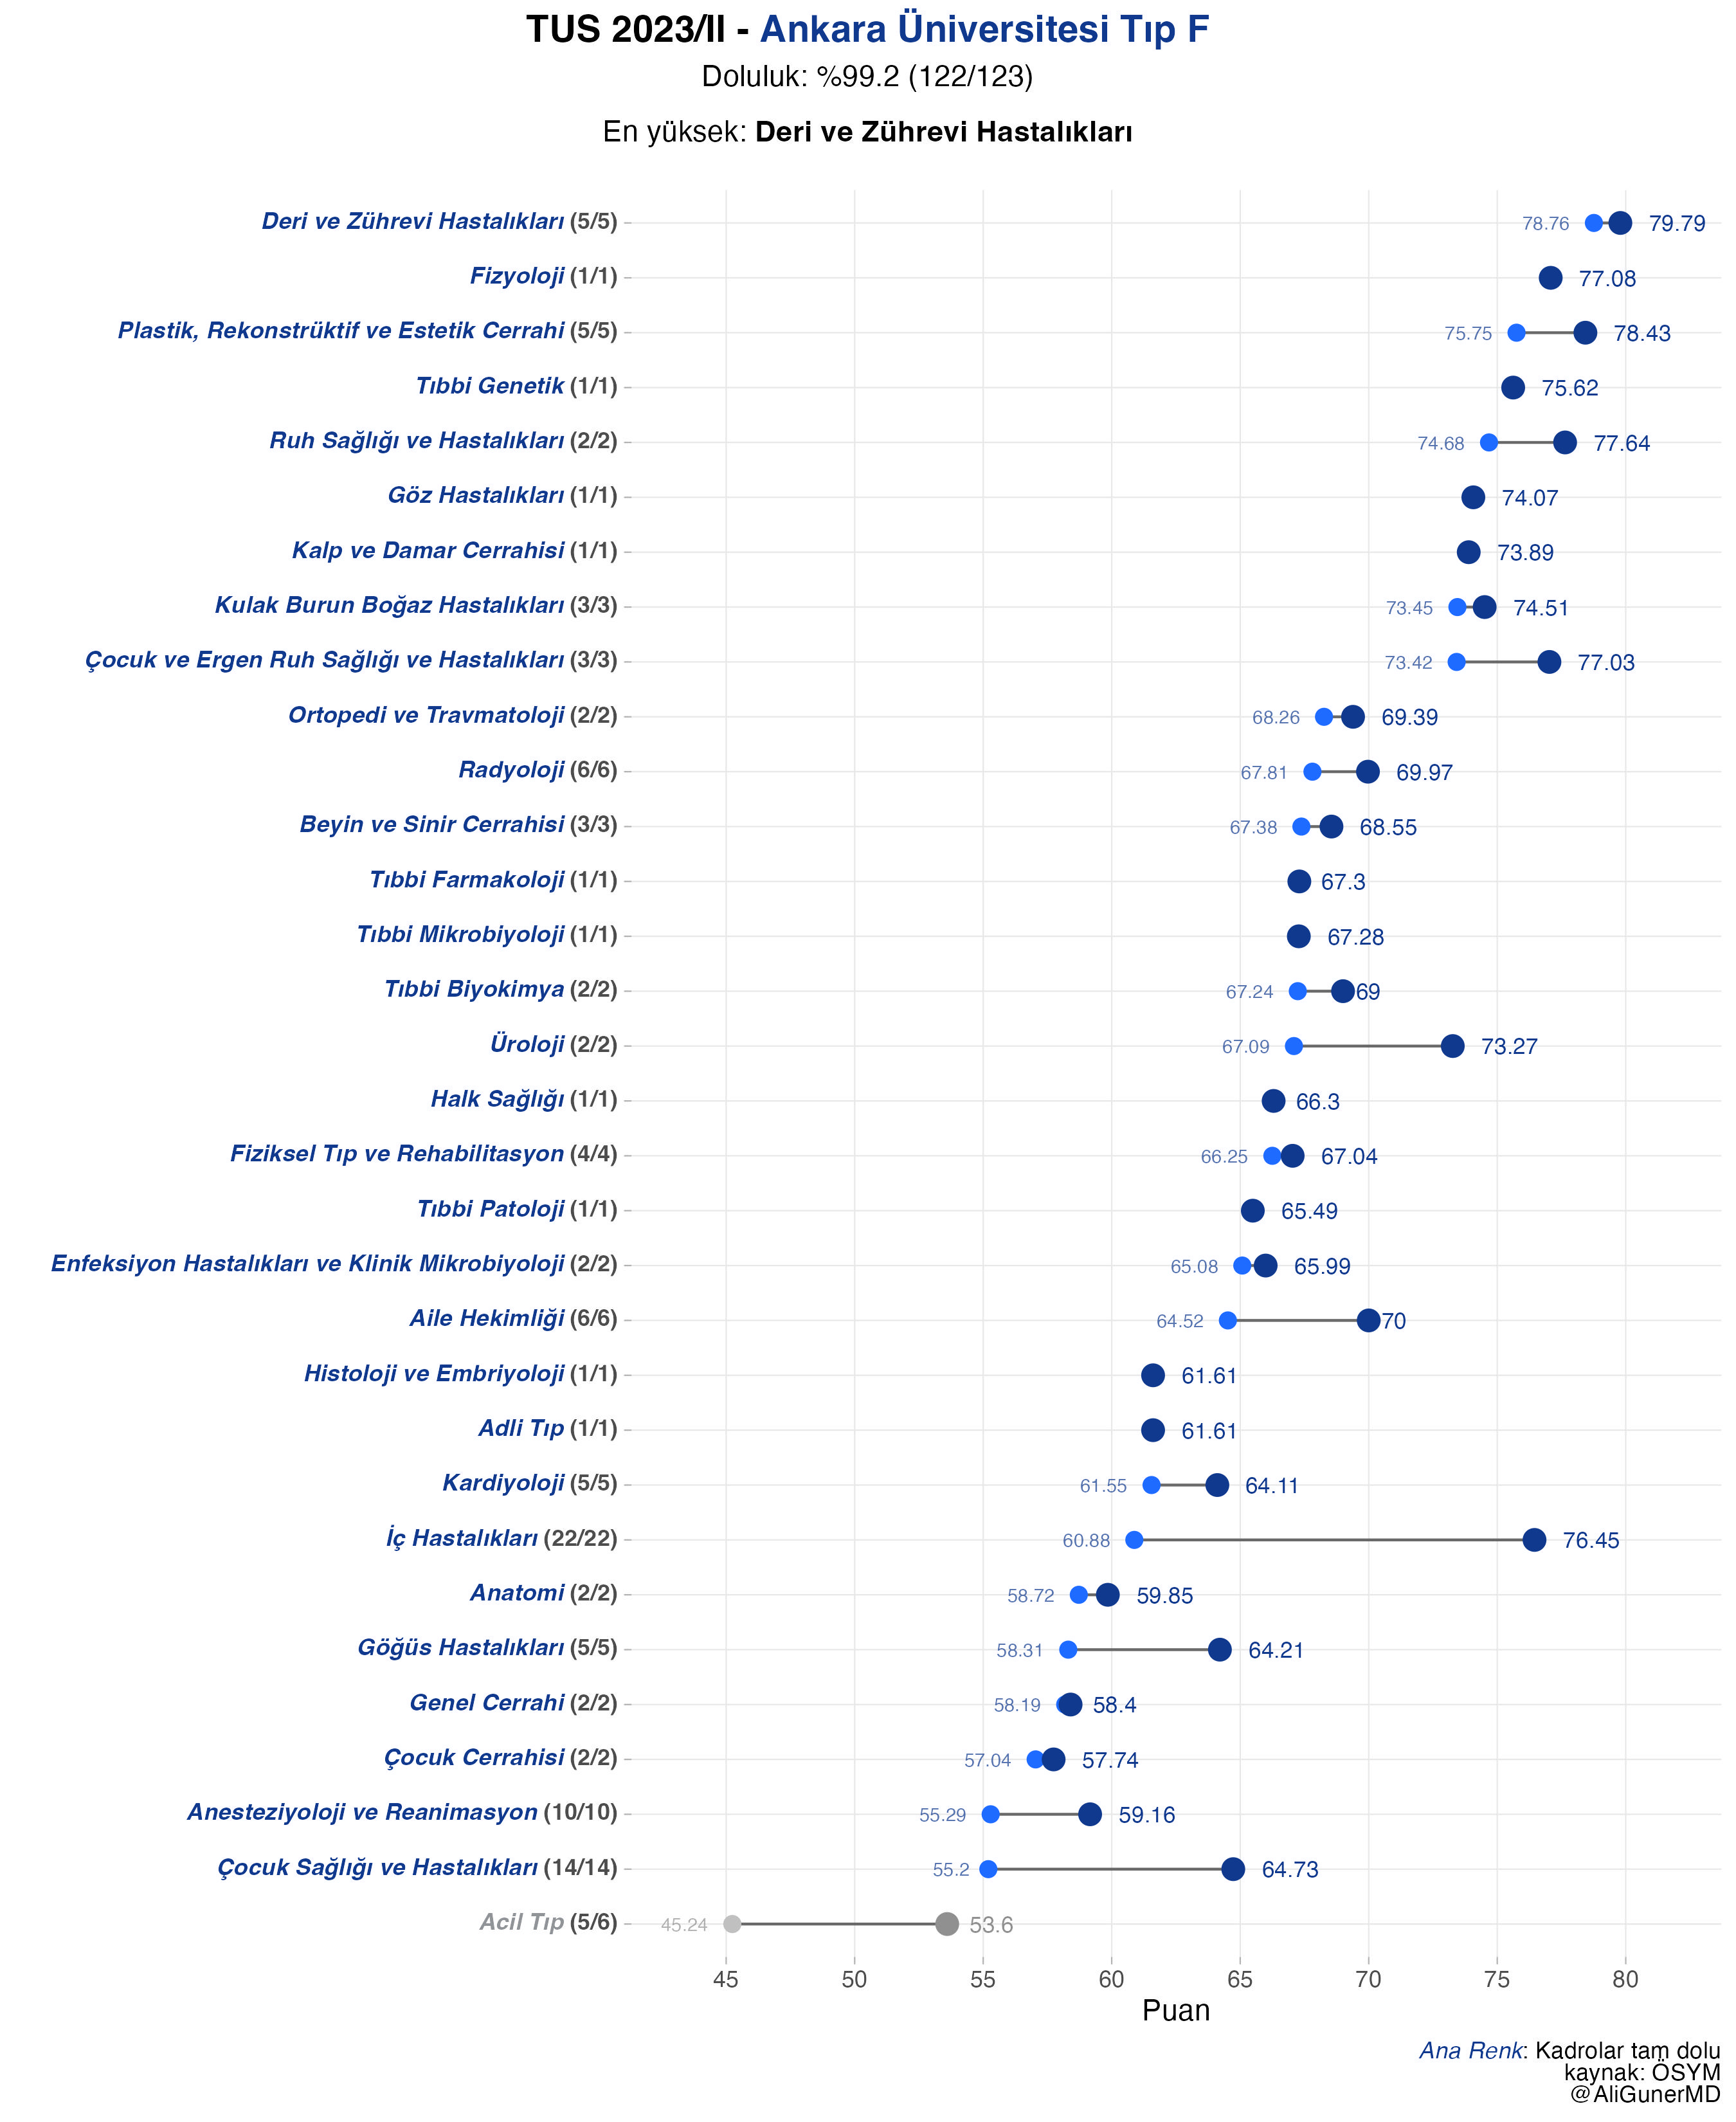 TUS 2023/II - Ankara Üniversitesi Tıp F
Doluluk: %99.2 (122/123)
En yüksek: Deri ve Zührevi Hastalıkları
Deri ve Zührevi Hastalıkları (5/5) 78.76 79.79
Fizyoloji (1/1) 77.08
Plastik, Rekonstrüktif ve Estetik Cerrahi (5/5) 75.75 78.43
Tıbbi Genetik (1/1) 75.62
Ruh Sağlığı ve Hastalıkları (2/2) 74.68 77.64
Göz Hastalıkları (1/1) 74.07
Kalp ve Damar Cerrahisi (1/1) 73.89
Kulak Burun Boğaz Hastalıkları (3/3) 73.45 74.51
Çocuk ve Ergen Ruh Sağlığı ve Hastalıkları (3/3) 73.42 77.03
Ortopedi ve Travmatoloji (2/2) 68.26 69.39
Radyoloji (6/6) 67.81 69.97
Beyin ve Sinir Cerrahisi (3/3) 67.38 68.55
Tıbbi Farmakoloji (1/1) 67.3
Tıbbi Mikrobiyoloji (1/1) 67.28
Tıbbi Biyokimya (2/2) 67.24 69
Üroloji (2/2) 67.09 73.27
Halk Sağlığı (1/1) 66.3
Fiziksel Tıp ve Rehabilitasyon (4/4) 66.25 67.04
Tıbbi Patoloji (1/1) 65.49
Enfeksiyon Hastalıkları ve Klinik Mikrobiyoloji (2/2) 65.08 65.99
Aile Hekimliği (6/6) 64.52 70
Histoloji ve Embriyoloji (1/1) 61.61
Adli Tıp (1/1) 61.61
Kardiyoloji (5/5) 61.55 64.11
İç Hastalıkları (22/22) 60.88 76.45
Anatomi (2/2) 58.72 59.85
Göğüs Hastalıkları (5/5) 58.31 64.21
Genel Cerrahi (2/2) 58.19 58.4
Çocuk Cerrahisi (2/2) 57.04 57.74
Anesteziyoloji ve Reanimasyon (10/10) 55.29 59.16
Çocuk Sağlığı ve Hastalıkları (14/14) 55.2 64.73
Acil Tıp (5/6) 45.24 53.6
45 50 55 60 65 70 75 80
Puan
Ana Renk: Kadrolar tam dolu
kaynak: ÖSYM
@AliGunerMD